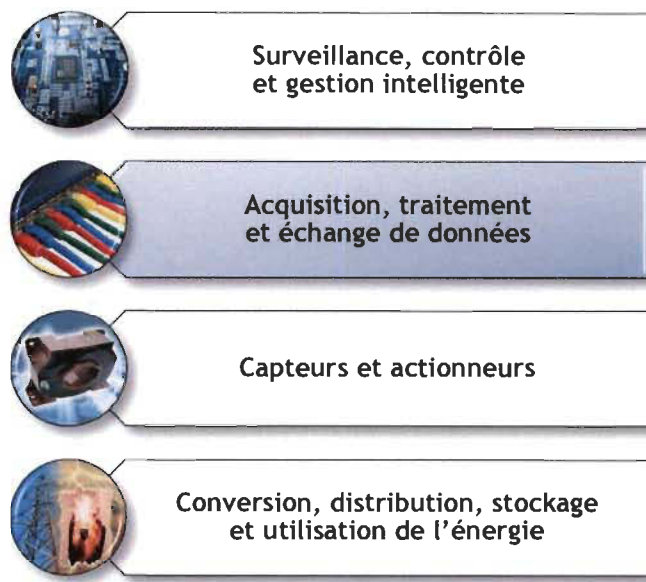 Surveillance, contrôle
et gestion intelligente
Acquisition, traitement
et échange de données
Capteurs et actionneurs
Conversion, distribution, stockage
et utilisation de l'énergie